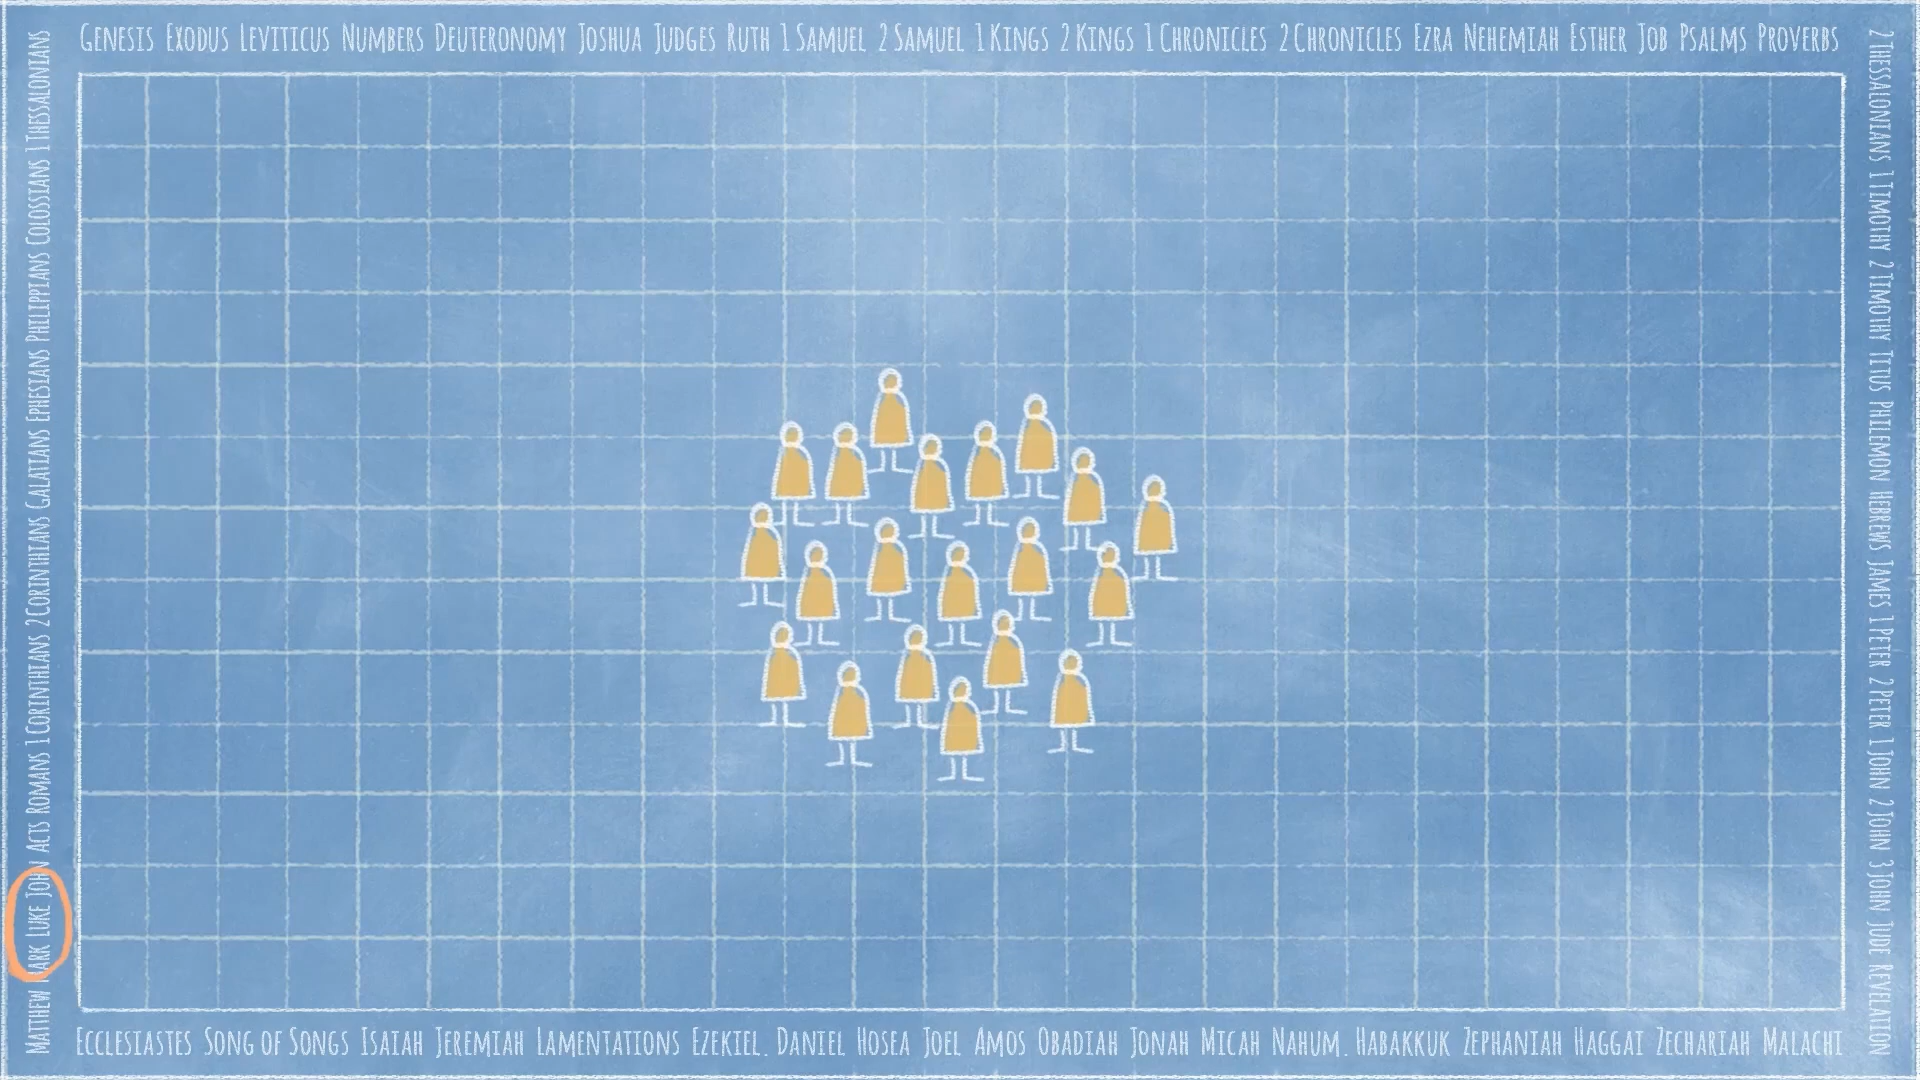 Genesis Exodus Leviticus Numbers Deuteronomy Joshua Judges Ruth 1 Samuel 2 Samuel 1 Kings 2 Kings 1 Chronicles 2 Chronicles Ezra Nehemiah Esther Job Psalms Proverbs
Ecclesiastes Song of Songs Isaiah Jeremiah Lamentations Ezekiel. Daniel Hosea Joel Amos Obadiah Jonah Micah Nahum. Habakkuk Zephaniah Haggai Zechariah Malachi
Matthew Mark Luke John Acts Romans 1 Corinthians 2 Corinthians Galatians Ephesians Philippians Colossians 1 Thessalonians
2 Thessalonians 1 Timothy 2 Timothy Titus Philemon Hebrews James 1 Peter 2 Peter 1 John 2 John 3 John Jude Revelation